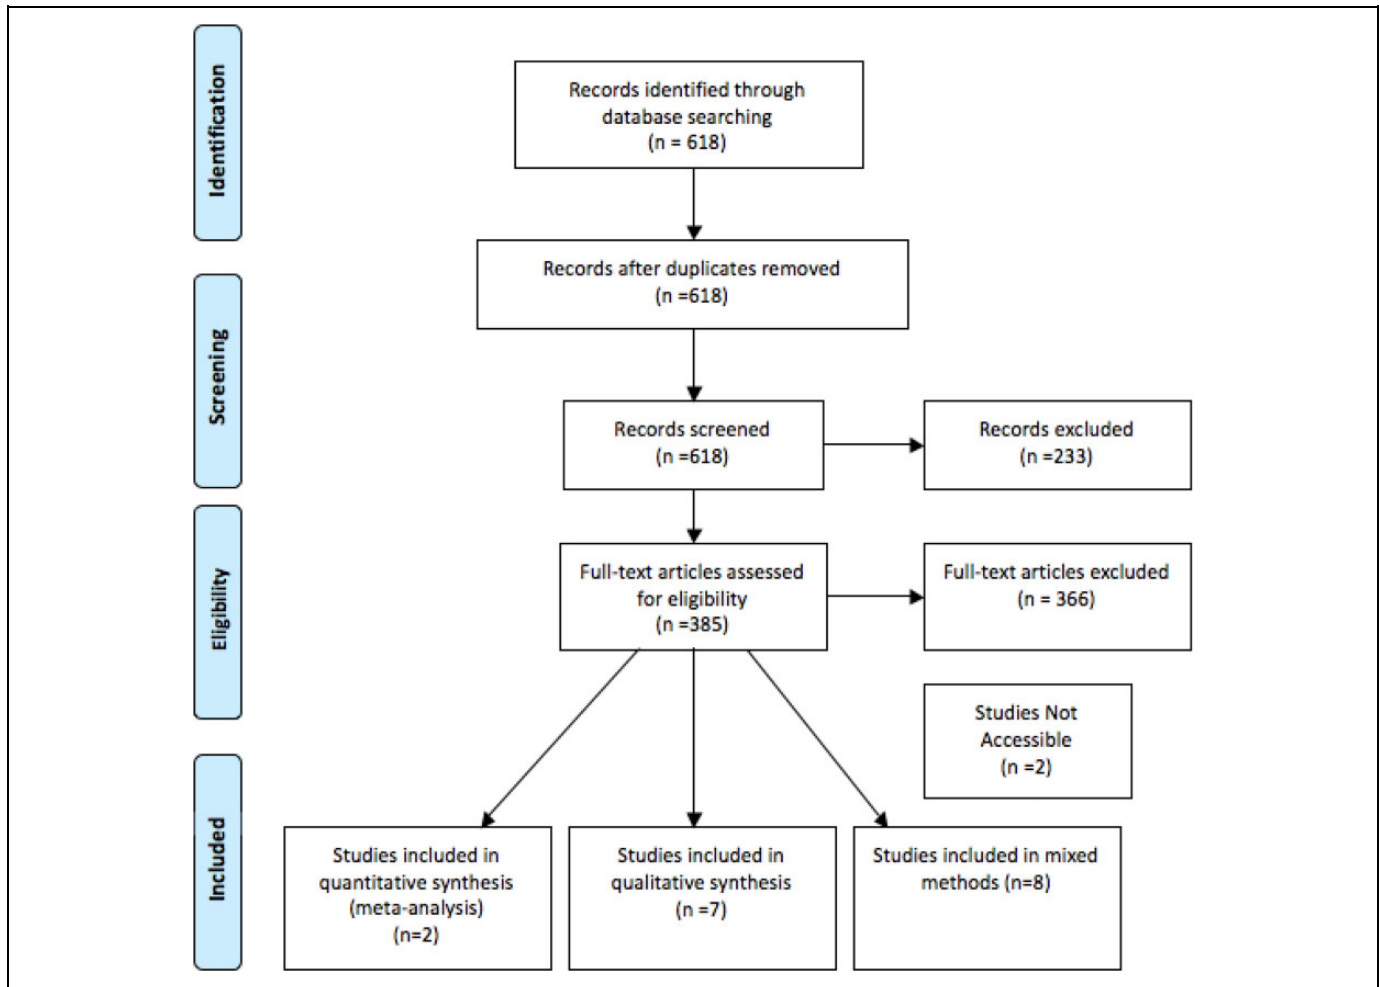 Identification
Records identified through
database searching
(n = 618)
Records after duplicates removed
(n =618)
Screening
Records screened
(n =618)
Records excluded
(n =233)
Eligibility
Full-text articles assessed
for eligibility
(n =385)
Full-text articles excluded
(n = 366)
Studies Not
Accessible
(n =2)
Included
Studies included in
quantitative synthesis
(meta-analysis)
(n=2)
Studies included in
qualitative synthesis
(n =7)
Studies included in mixed
methods (n=8)